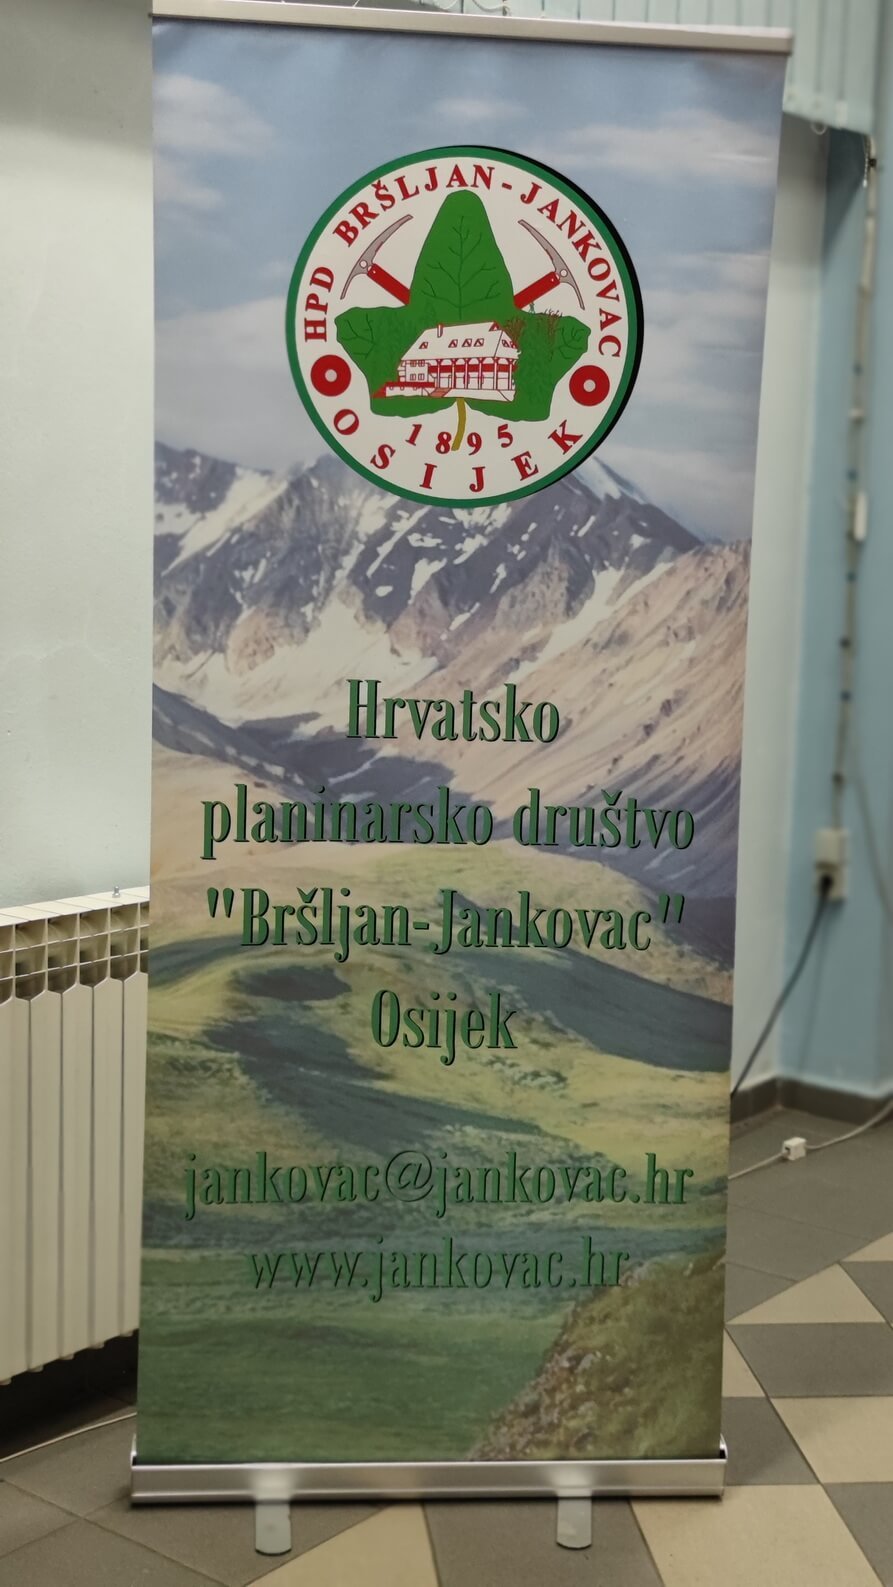 HPD BRŠLJAN-JANKOVAC
1895
OSIJEK
Hrvatsko
planinarsko društvo
"Bršljan-Jankovac"
Osijek
jankovac@jankovac.hr
www.jankovac.hr